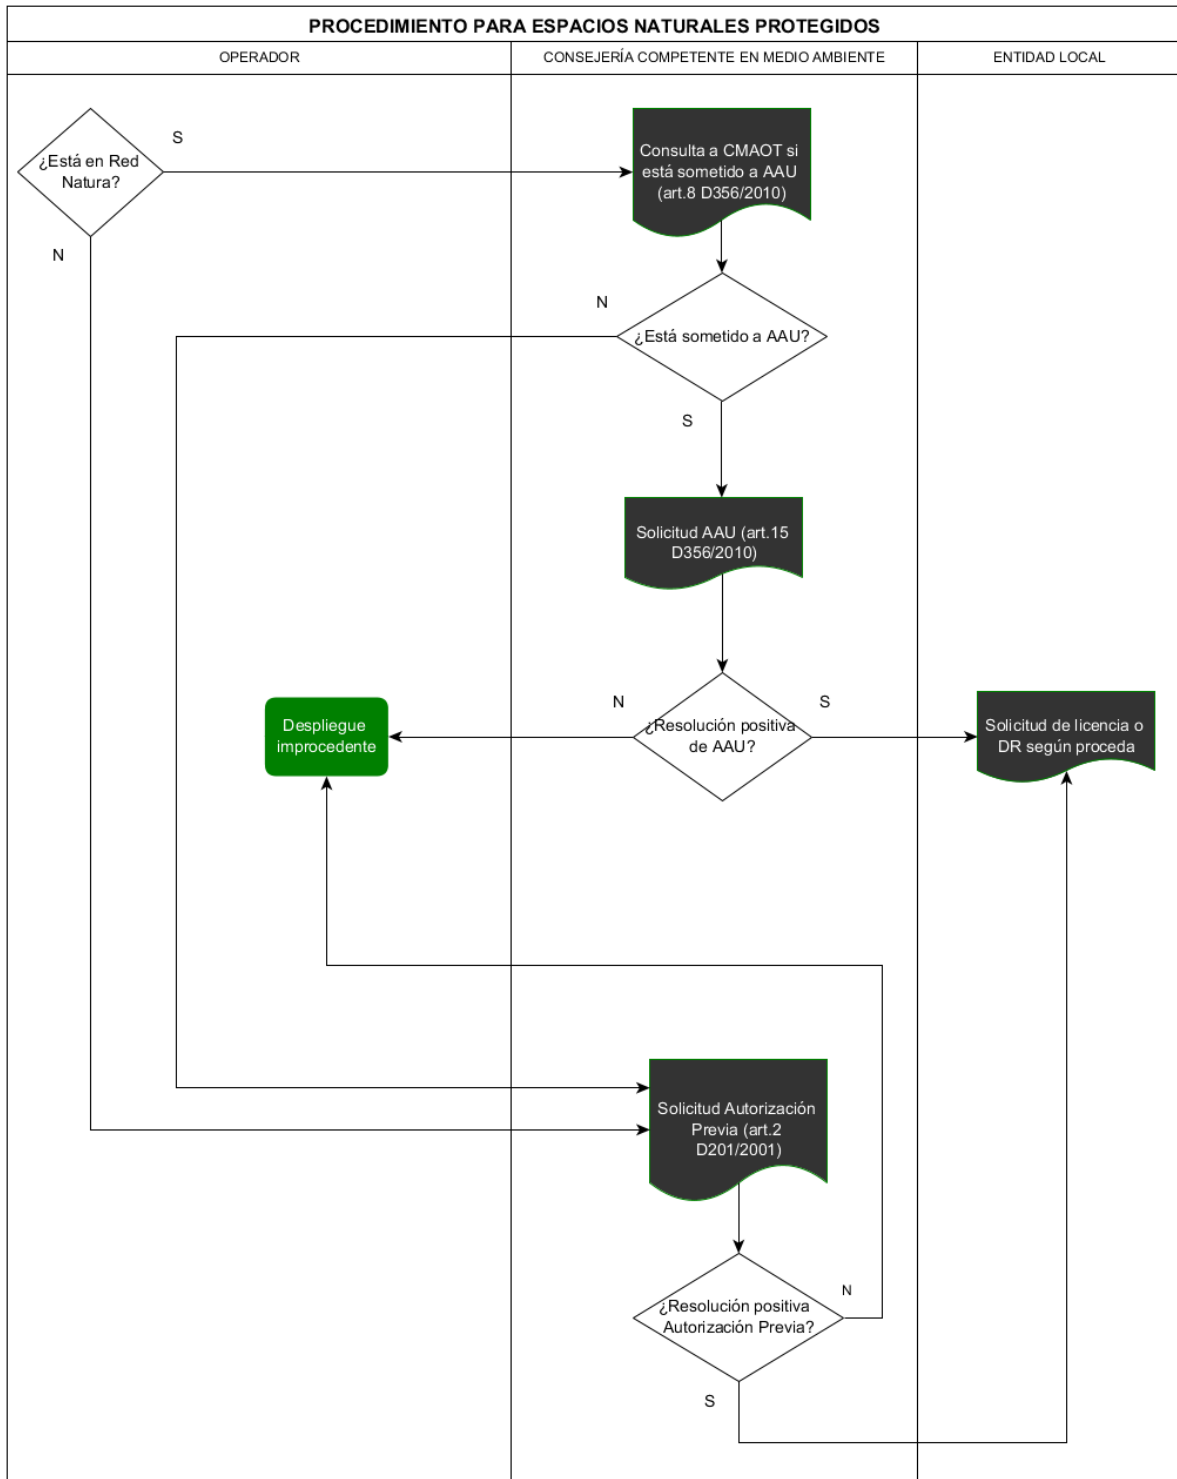 PROCEDIMIENTO PARA ESPACIOS NATURALES PROTEGIDOS
OPERADOR
CONSEJERÍA COMPETENTE EN MEDIO AMBIENTE
ENTIDAD LOCAL
¿Está en Red
Natura?
S
N
Consulta a CMAOT si
está sometido a AAU
(art.8 D356/2010)
N
¿Está sometido a AAU?
S
Solicitud AAU (art.15
D356/2010)
Despliegue
improcedente
N
¿Resolución positiva
de AAU?
S
Solicitud de licencia o
DR según proceda
Solicitud Autorización
Previa (art.2
D201/2001)
¿Resolución positiva
Autorización Previa?
N
S